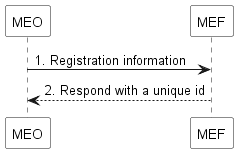 MEO MEF
1. Registration information
2. Respond with a unique id
MEO MEF